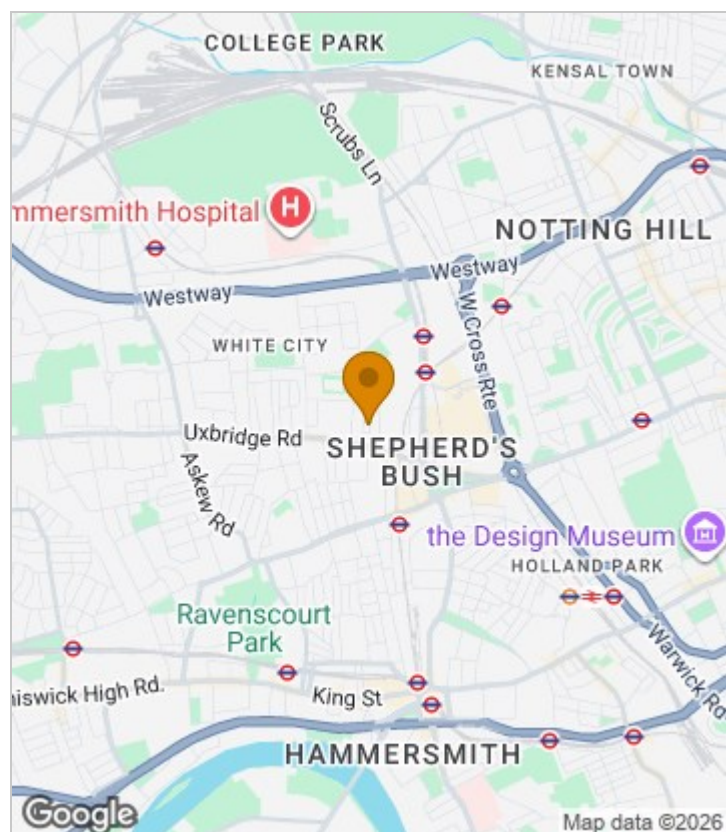 COLLEGE PARK
KENSAL TOWN
Scrubs Ln
mmersmith Hospital
H
NOTTING HILL
Westway
Westway
W Cross Rte
WHITE CITY
Uxbridge Rd
SHEPHERD'S
BUSH
Askew Rd
the Design Museum
HOLLAND PARK
Ravenscourt
Park
Warwick Rd
niswick High Rd.
King St
HAMMERSMITH
Google
Map data ©2026